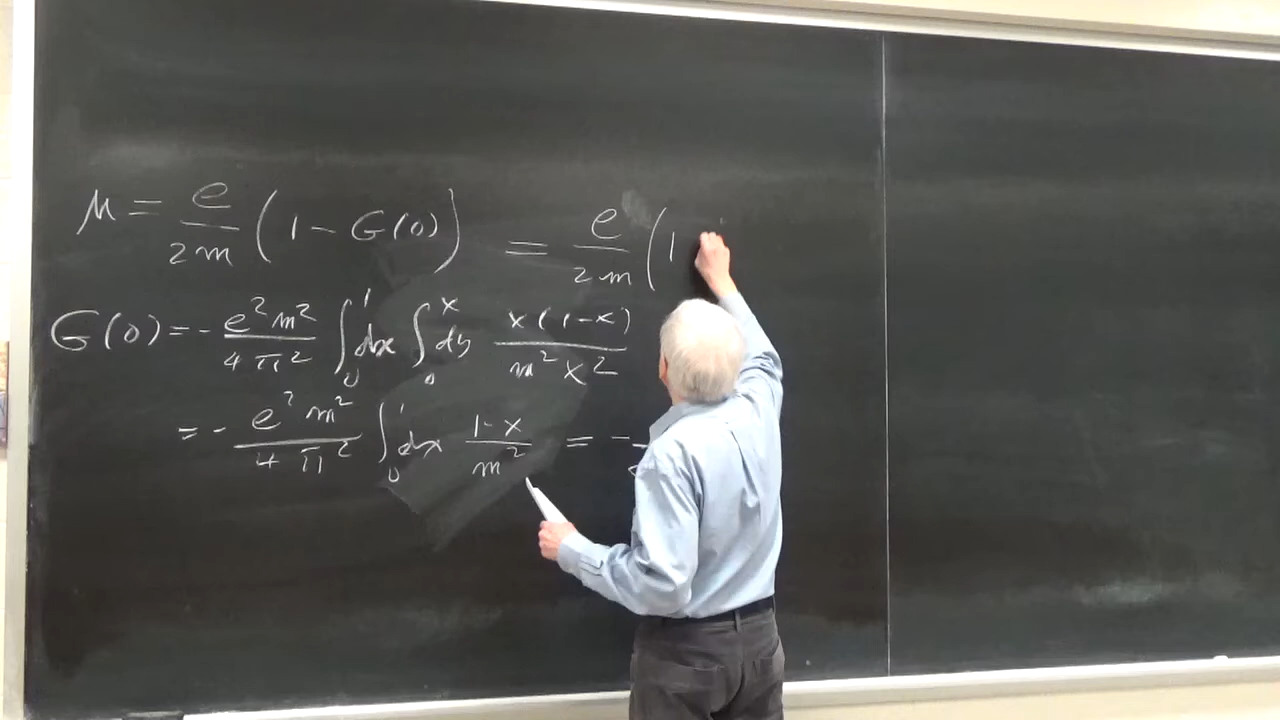 μ = e/2m (1 - G(0)) = e/2m (1
G(0) = - e²m²/4π² ∫₀¹ dx ∫₀ˣ dy x(1-x)/m²x²
= - e²m²/4π² ∫₀¹ dx 1-x/m² = -